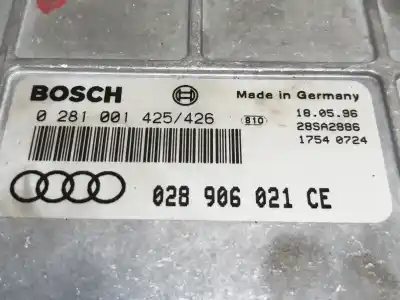 BOSCH Made in Germany
0 281 001 425/426 810 18.05.96
28SA2886
1754 0724
028 906 021 CE